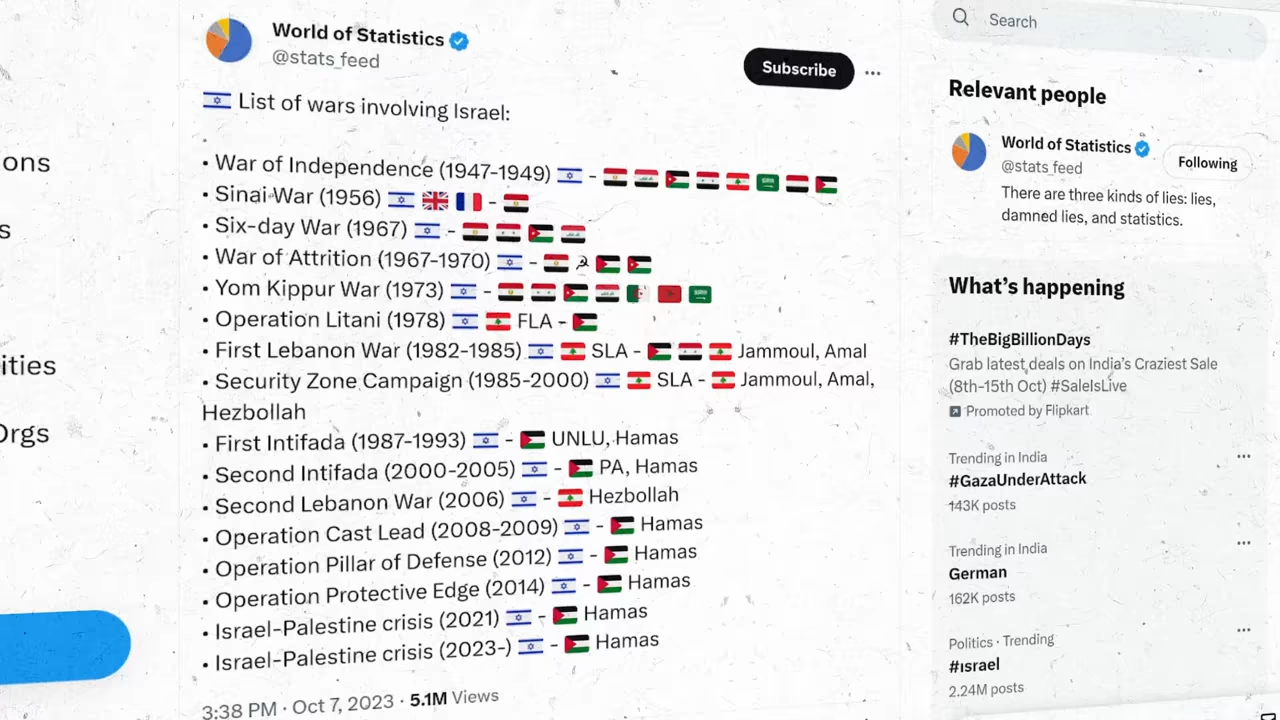 ons
s
ities
Orgs
World of Statistics
@stats_feed
Subscribe
List of wars involving Israel:
• War of Independence (1947-1949) 🇮🇱 - 🇪🇬 🇮🇶 🇯🇴 🇸🇾 🇱🇧 🇸🇦 🇾🇪 🇵🇸
• Sinai War (1956) 🇮🇱 🇬🇧 🇫🇷 - 🇪🇬
• Six-day War (1967) 🇮🇱 - 🇪🇬 🇸🇾 🇯🇴 🇮🇶
• War of Attrition (1967-1970) 🇮🇱 - 🇪🇬 ☭ 🇵🇸 🇯🇴
• Yom Kippur War (1973) 🇮🇱 - 🇪🇬 🇸🇾 🇯🇴 🇮🇶 🇩🇿 🇲🇦 🇸🇦
• Operation Litani (1978) 🇮🇱 🇱🇧 FLA - 🇵🇸
• First Lebanon War (1982-1985) 🇮🇱 🇱🇧 SLA - 🇵🇸 🇸🇾 🇱🇧 Jammoul, Amal
• Security Zone Campaign (1985-2000) 🇮🇱 🇱🇧 SLA - 🇱🇧 Jammoul, Amal,
Hezbollah
• First Intifada (1987-1993) 🇮🇱 - 🇵🇸 UNLU, Hamas
• Second Intifada (2000-2005) 🇮🇱 - 🇵🇸 PA, Hamas
• Second Lebanon War (2006) 🇮🇱 - 🇱🇧 Hezbollah
• Operation Cast Lead (2008-2009) 🇮🇱 - 🇵🇸 Hamas
• Operation Pillar of Defense (2012) 🇮🇱 - 🇵🇸 Hamas
• Operation Protective Edge (2014) 🇮🇱 - 🇵🇸 Hamas
• Israel-Palestine crisis (2021) 🇮🇱 - 🇵🇸 Hamas
• Israel-Palestine crisis (2023-) 🇮🇱 - 🇵🇸 Hamas
3:38 PM · Oct 7, 2023 · 5.1M Views
Search
Relevant people
World of Statistics
@stats_feed
Following
There are three kinds of lies: lies,
damned lies, and statistics.
What's happening
#TheBigBillionDays
Grab latest deals on India's Craziest Sale
(8th-15th Oct) #SaleIsLive
Promoted by Flipkart
Trending in India
#GazaUnderAttack
143K posts
Trending in India
German
162K posts
Politics · Trending
#Israel
2.24M posts